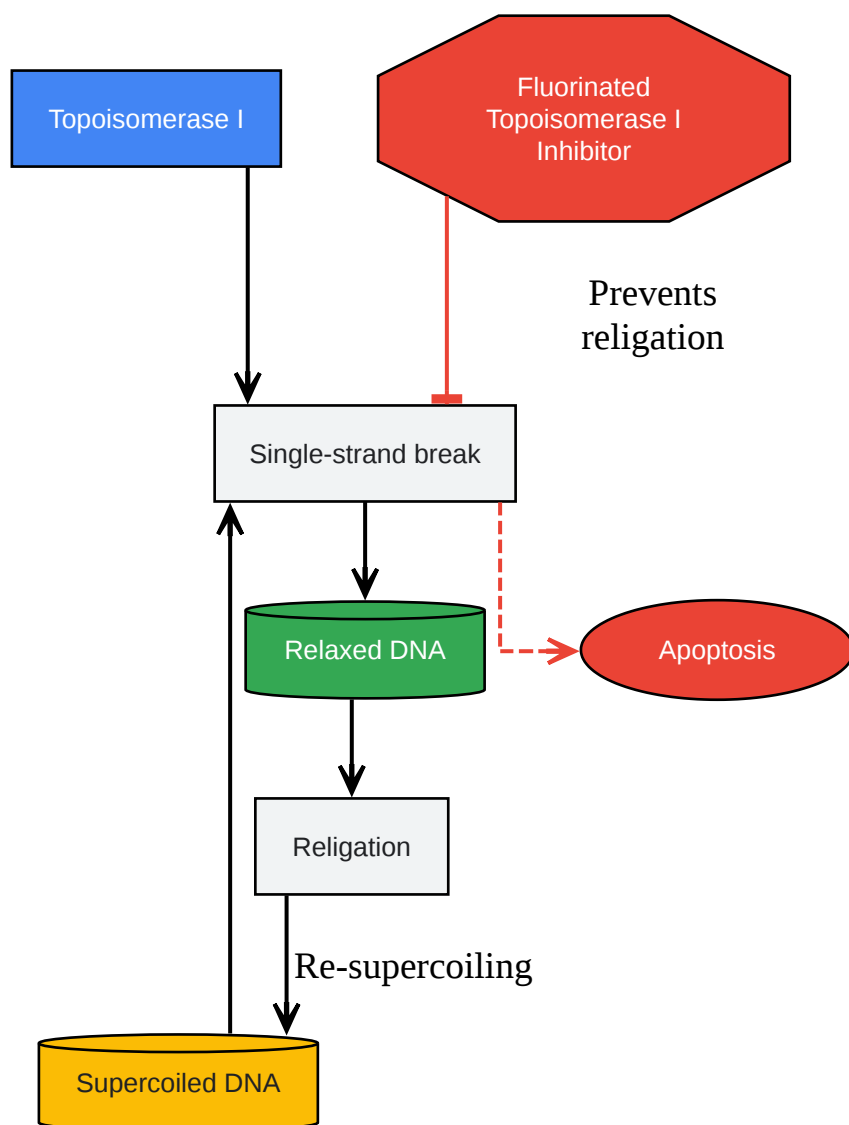 Topoisomerase I
Fluorinated
Topoisomerase I
Inhibitor
Prevents
religation
Single-strand break
Relaxed DNA
Apoptosis
Religation
Re-supercoiling
Supercoiled DNA